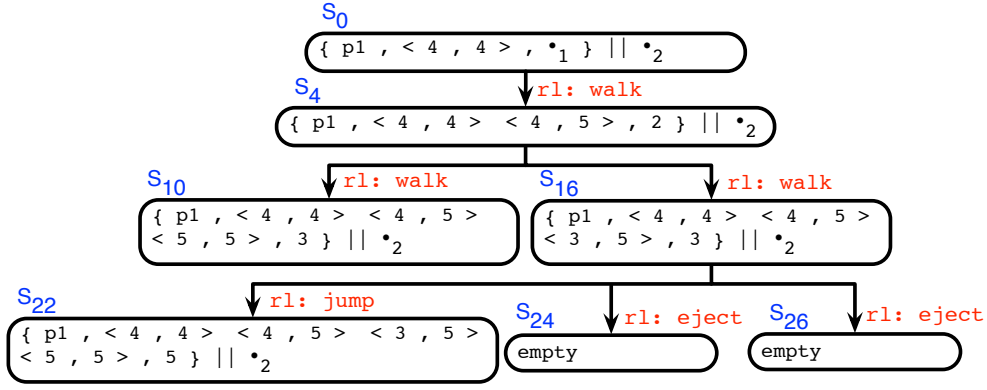 S0
{ p1 , < 4 , 4 > , •1 } || •2
rl: walk
S4
{ p1 , < 4 , 4 > < 4 , 5 > , 2 } || •2
S10
rl: walk
S16
rl: walk
{ p1 , < 4 , 4 > < 4 , 5 >
< 5 , 5 > , 3 } || •2
{ p1 , < 4 , 4 > < 4 , 5 >
< 3 , 5 > , 3 } || •2
S22
rl: jump
S24
rl: eject
S26
rl: eject
{ p1 , < 4 , 4 > < 4 , 5 > < 3 , 5 >
< 5 , 5 > , 5 } || •2
empty
empty